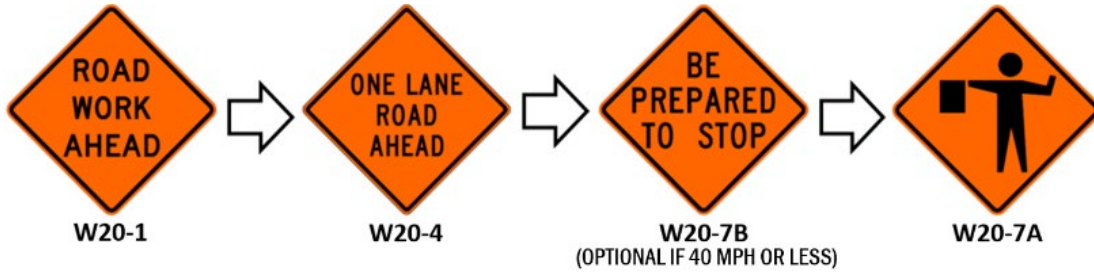 ROAD
WORK
AHEAD
W20-1
ONE LANE
ROAD
AHEAD
W20-4
BE
PREPARED
TO STOP
W20-7B
(OPTIONAL IF 40 MPH OR LESS)
W20-7A